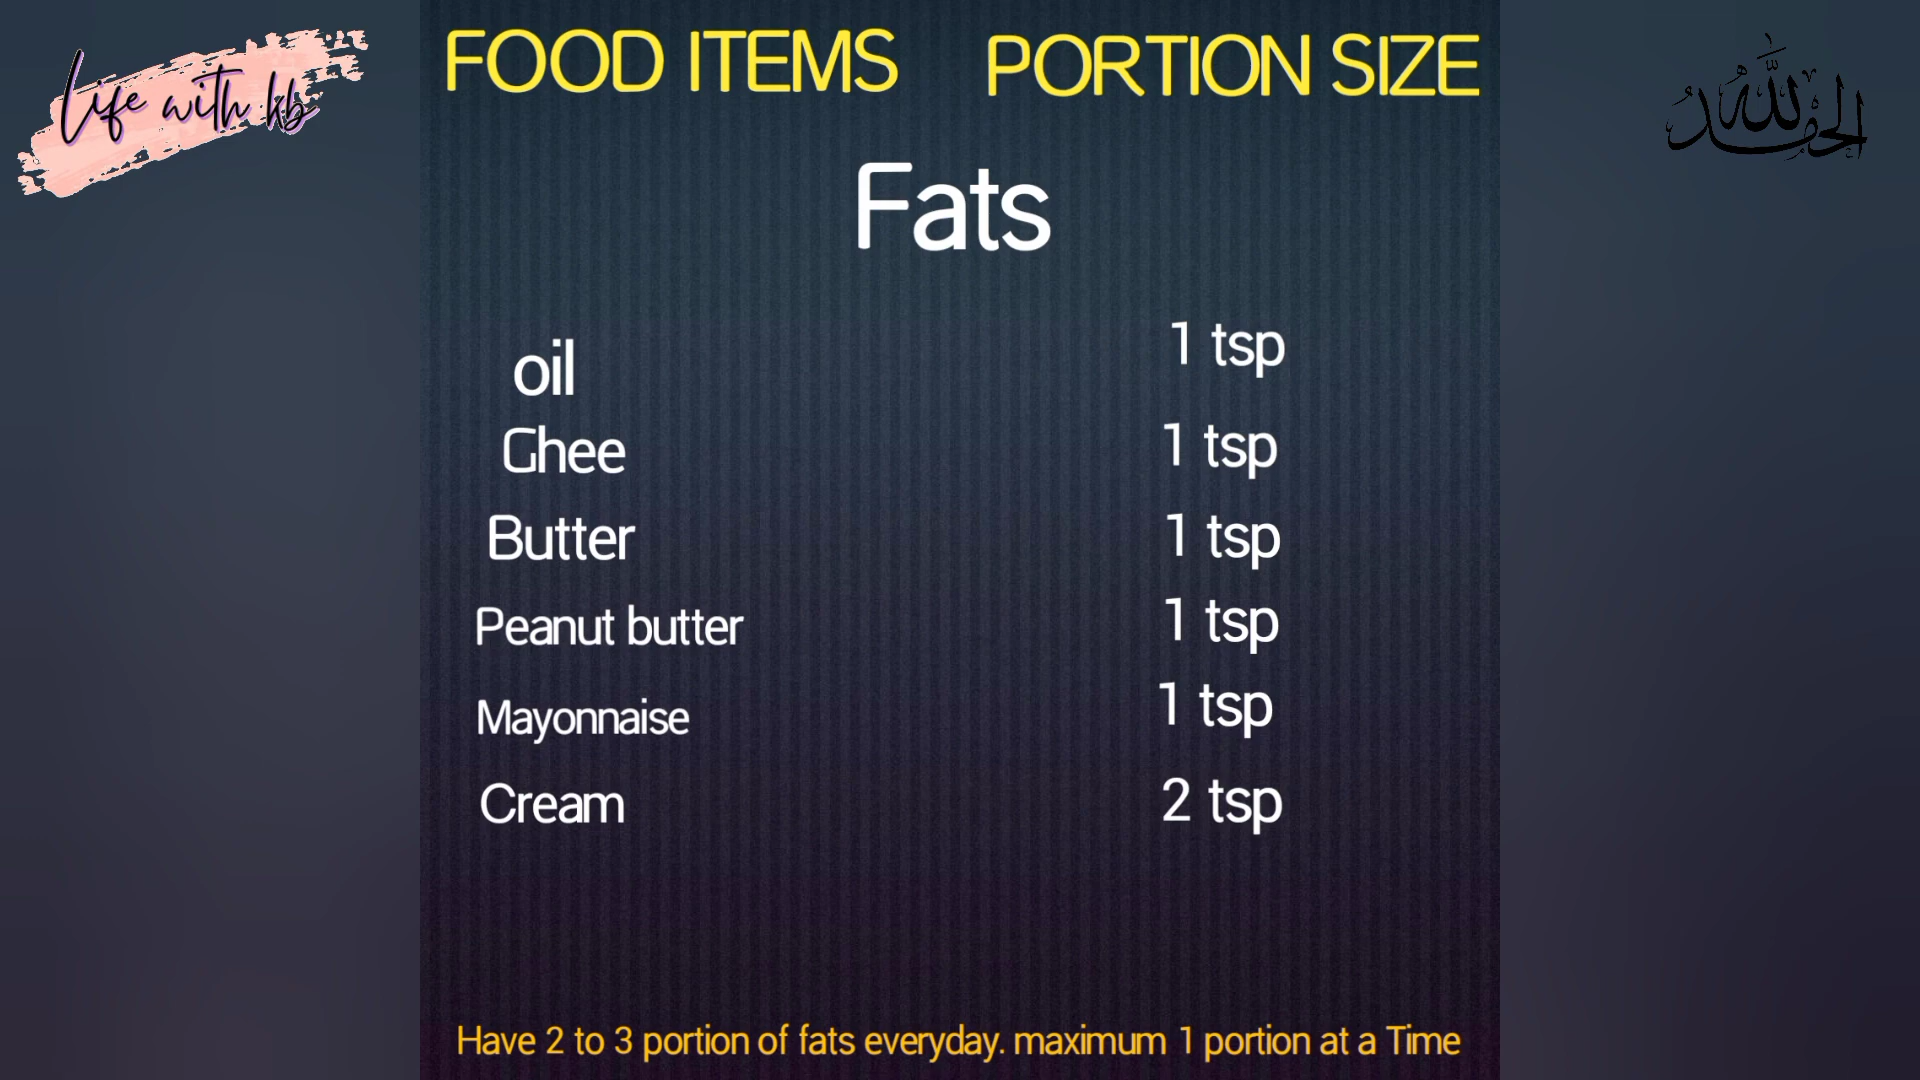 Life with kb
الحمد لله
FOOD ITEMS PORTION SIZE
Fats
oil 1 tsp
Ghee 1 tsp
Butter 1 tsp
Peanut butter 1 tsp
Mayonnaise 1 tsp
Cream 2 tsp
Have 2 to 3 portion of fats everyday. maximum 1 portion at a Time